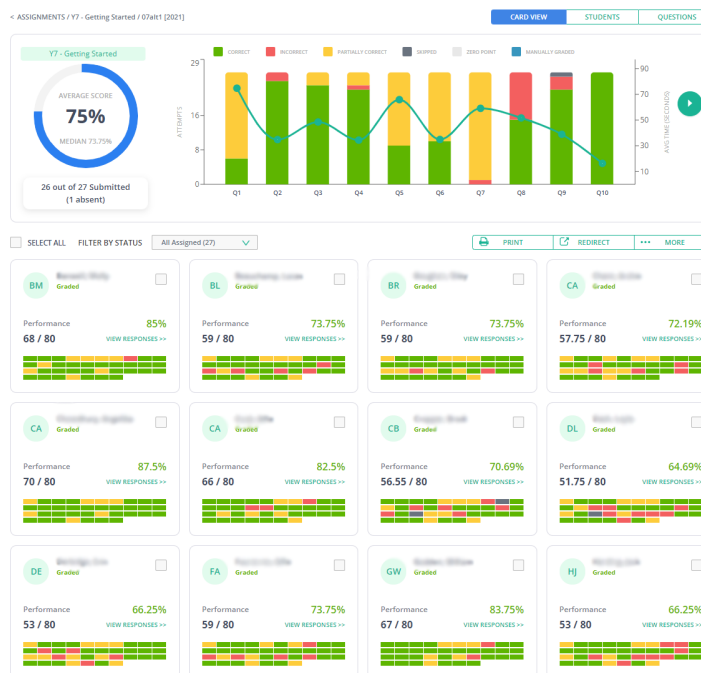 < ASSIGNMENTS / Y7 - Getting Started / 07alt1 [2021]
CARD VIEW
STUDENTS
QUESTIONS
Y7 - Getting Started
AVERAGE SCORE
75%
MEDIAN 73.75%
26 out of 27 Submitted
(1 absent)
CORRECT
INCORRECT
PARTIALLY CORRECT
SKIPPED
ZERO POINT
MANUALLY GRADED
ATTEMPTS
29
16
8
0
Q1
Q2
Q3
Q4
Q5
Q6
Q7
Q8
Q9
Q10
90
70
50
30
10
AVG TIME (SECONDS)
SELECT ALL
FILTER BY STATUS
All Assigned (27)
PRINT
REDIRECT
MORE
BM
Graded
Performance
85%
68 / 80
VIEW RESPONSES >>
BL
Graded
Performance
73.75%
59 / 80
VIEW RESPONSES >>
BR
Graded
Performance
73.75%
59 / 80
VIEW RESPONSES >>
CA
Graded
Performance
72.19%
57.75 / 80
VIEW RESPONSES >>
CA
Graded
Performance
87.5%
70 / 80
VIEW RESPONSES >>
CA
Graded
Performance
82.5%
66 / 80
VIEW RESPONSES >>
CB
Graded
Performance
70.69%
56.55 / 80
VIEW RESPONSES >>
DL
Graded
Performance
64.69%
51.75 / 80
VIEW RESPONSES >>
DE
Graded
Performance
66.25%
53 / 80
VIEW RESPONSES >>
FA
Graded
Performance
73.75%
59 / 80
VIEW RESPONSES >>
GW
Graded
Performance
83.75%
67 / 80
VIEW RESPONSES >>
HJ
Graded
Performance
66.25%
53 / 80
VIEW RESPONSES >>